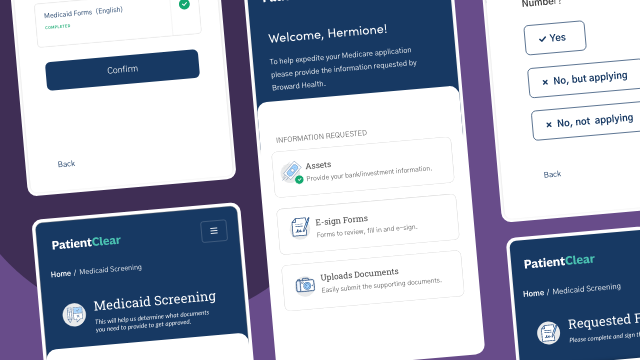 Medicaid Forms (English)
COMPLETED
Confirm
Back
PatientClear
Home / Medicaid Screening
Medicaid Screening
This will help us determine what documents
you need to provide to get approved.
Welcome, Hermione!
To help expedite your Medicare application
please provide the information requested by
Broward Health.
INFORMATION REQUESTED
Assets
Provide your bank/investment information.
E-sign Forms
Forms to review, fill in and e-sign.
Uploads Documents
Easily submit the supporting documents.
Number?
Yes
No, but applying
No, not applying
Back
PatientClear
Home / Medicaid Screening
Requested
Please complete and sign